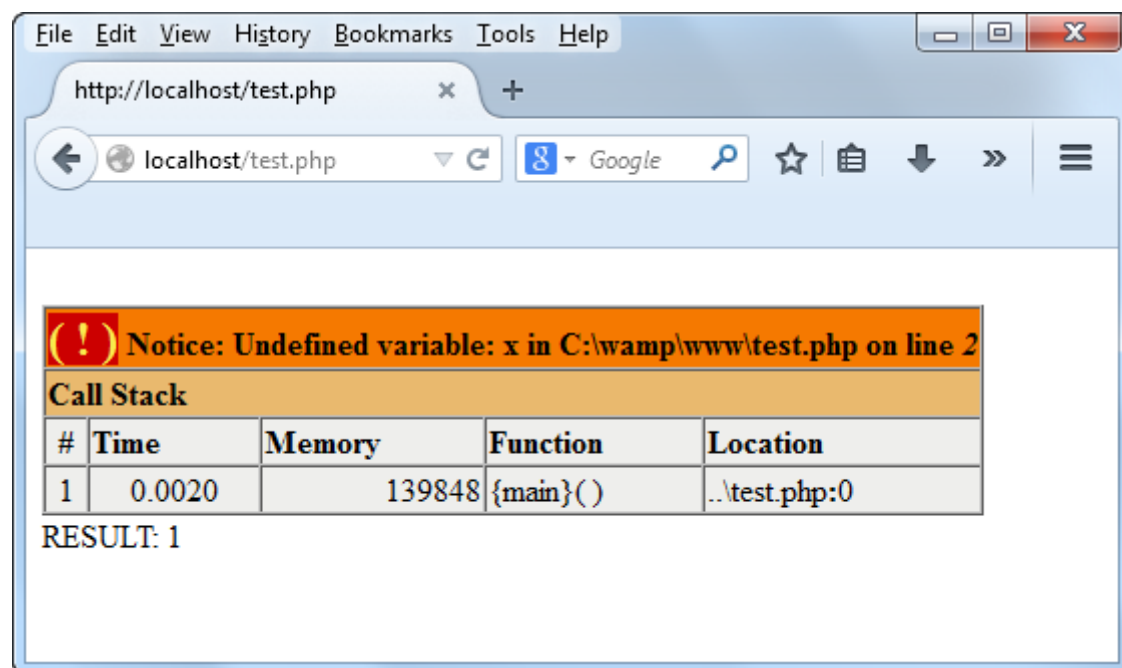 File Edit View History Bookmarks Tools Help
http://localhost/test.php
localhost/test.php 8 Google
( ! ) Notice: Undefined variable: x in C:\wamp\www\test.php on line 2
Call Stack
# Time Memory Function Location
1 0.0020 139848 {main}( ) ..\test.php:0
RESULT: 1